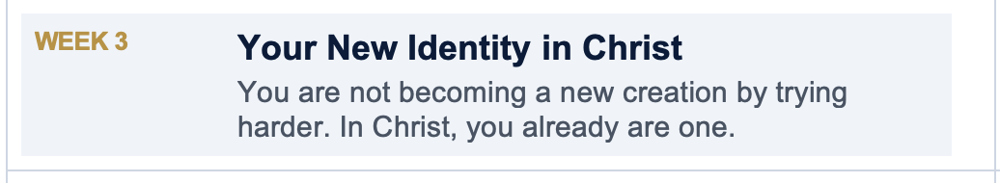 WEEK 3
Your New Identity in Christ
You are not becoming a new creation by trying
harder. In Christ, you already are one.